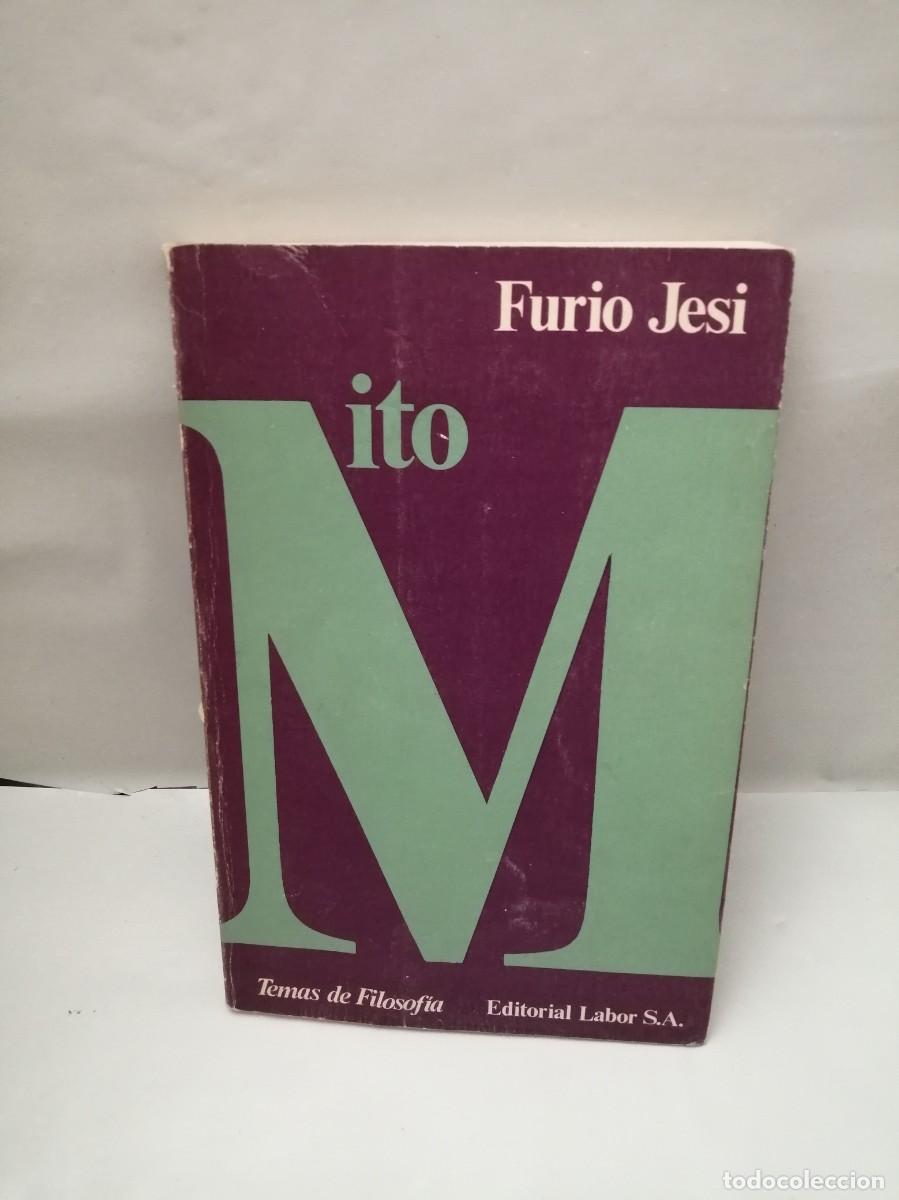 Furio Jesi
Mito
Temas de Filosofía
Editorial Labor S.A.
todocoleccion